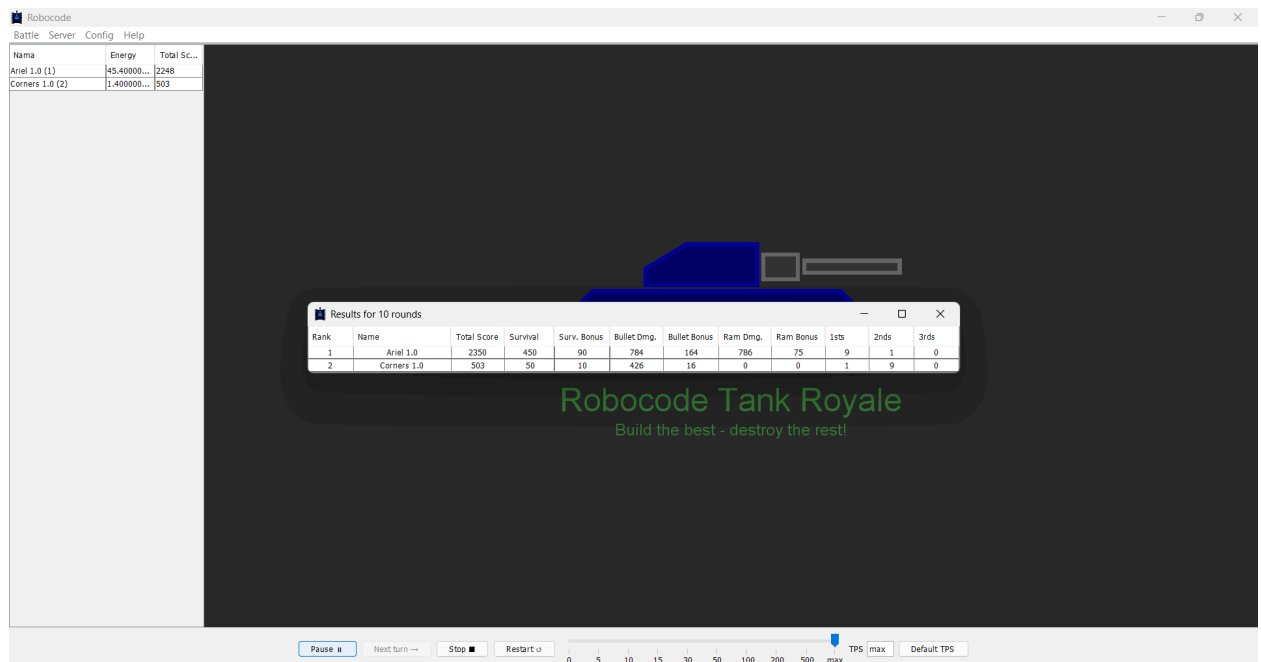 Robocode
Battle Server Config Help
Name Energy Total Sc...
Ariel 1.0 (1) 45.40000... 2248
Corners 1.0 (2) 1.400000... 503
Results for 10 rounds
Rank Name Total Score Survival Surv. Bonus Bullet Dmg. Bullet Bonus Ram Dmg. Ram Bonus 1sts 2nds 3rds
1 Ariel 1.0 2350 450 90 784 164 786 75 9 1 0
2 Corners 1.0 503 50 10 426 16 0 0 1 9 0
Robocode Tank Royale
Build the best - destroy the rest!
Pause ⏸ Next turn → Stop ■ Restart ↺ TPS max Default TPS
0 5 10 15 30 50 100 200 500 max